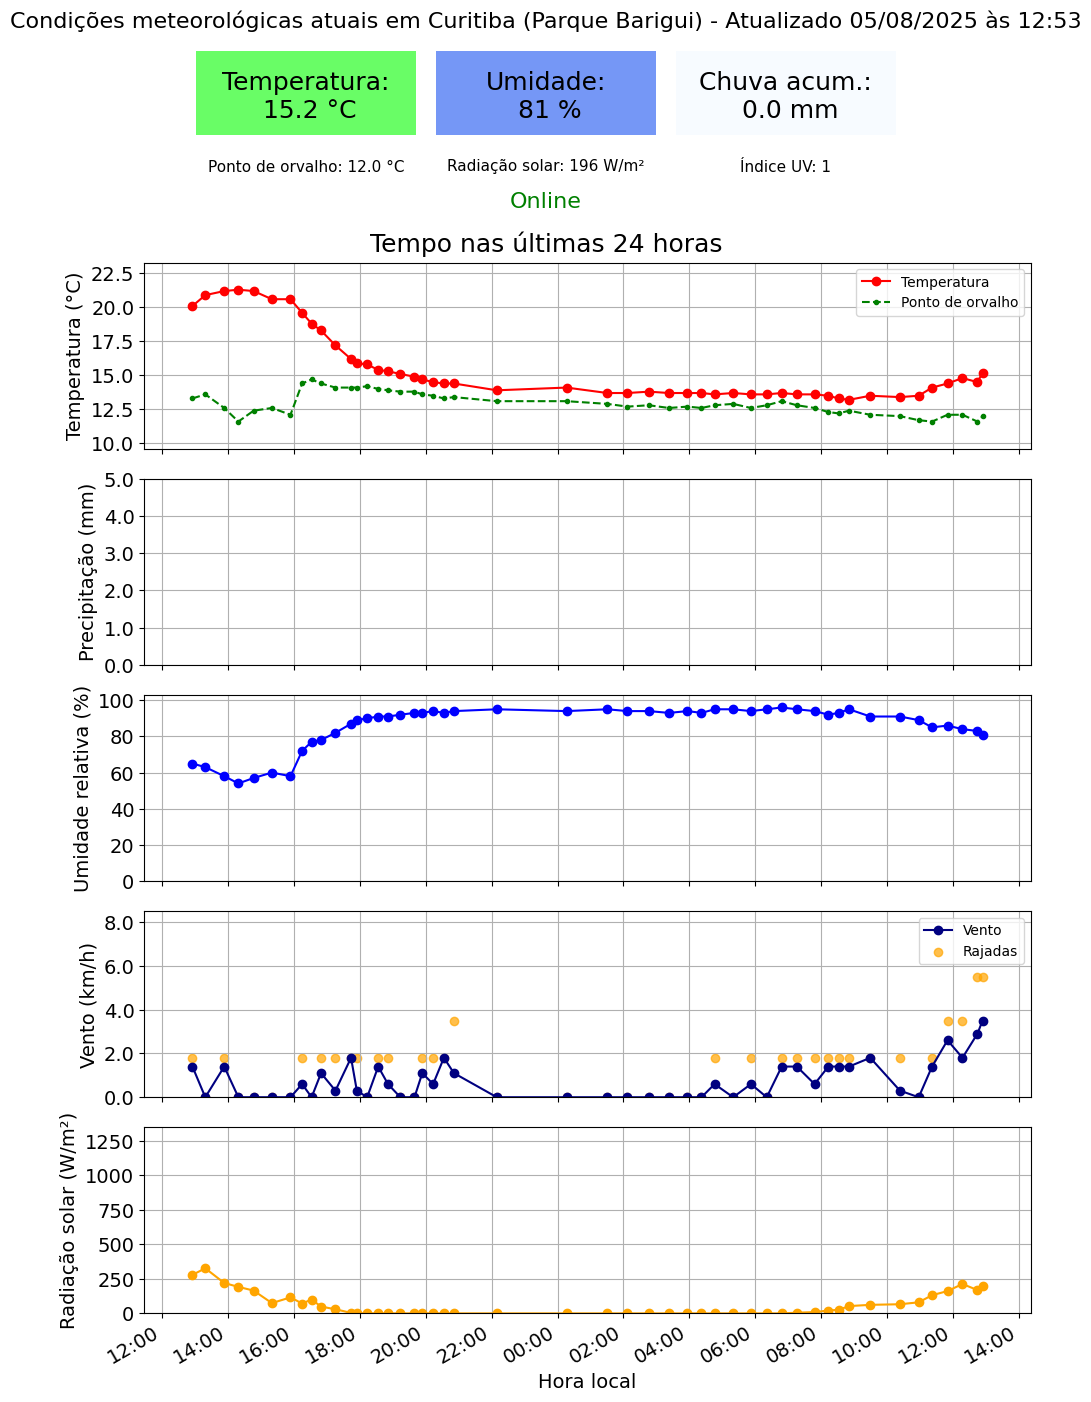 Condições meteorológicas atuais em Curitiba (Parque Barigui) - Atualizado 05/08/2025 às 12:53
Temperatura:
15.2 °C
Umidade:
81 %
Chuva acum.:
0.0 mm
Ponto de orvalho: 12.0 °C
Radiação solar: 196 W/m²
Índice UV: 1
Online
Tempo nas últimas 24 horas
Temperatura (°C)
22.5
20.0
17.5
15.0
12.5
10.0
Temperatura
Ponto de orvalho
Precipitação (mm)
5.0
4.0
3.0
2.0
1.0
0.0
Umidade relativa (%)
100
80
60
40
20
0
Vento (km/h)
8.0
6.0
4.0
2.0
0.0
Vento
Rajadas
Radiação solar (W/m²)
1250
1000
750
500
250
0
12:00
14:00
16:00
18:00
20:00
22:00
00:00
02:00
04:00
06:00
08:00
10:00
12:00
14:00
Hora local